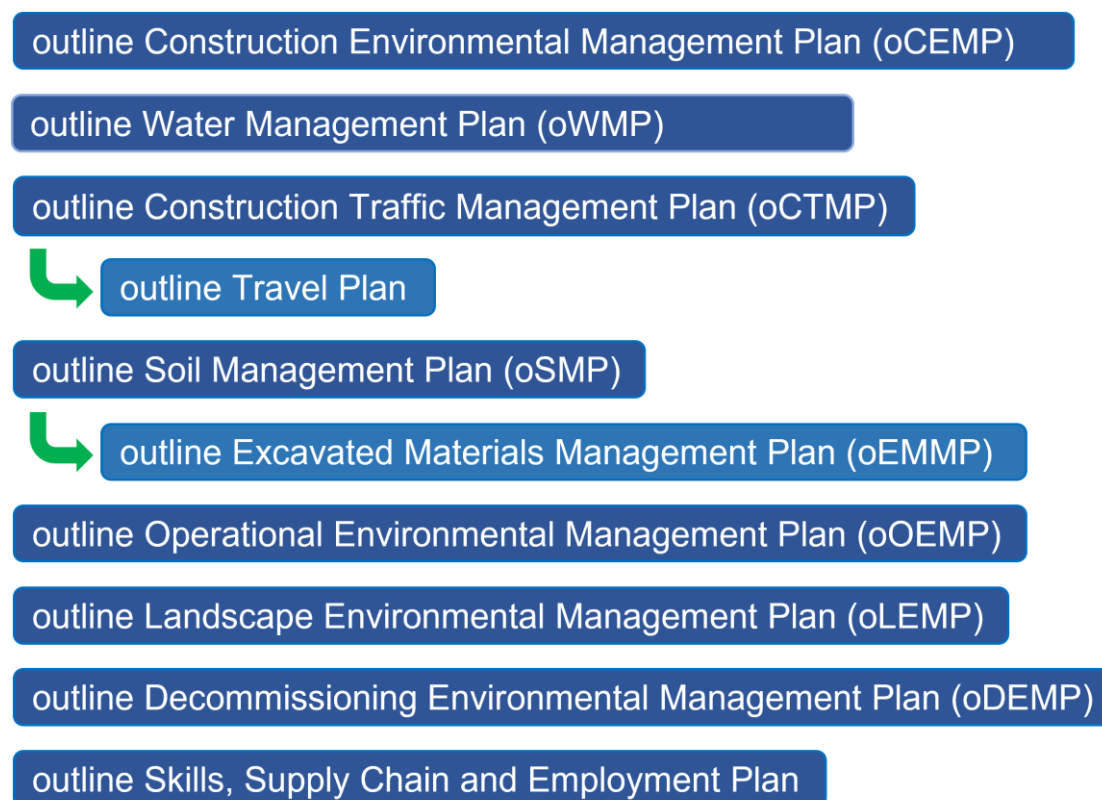 outline Construction Environmental Management Plan (oCEMP)
outline Water Management Plan (oWMP)
outline Construction Traffic Management Plan (oCTMP)
outline Travel Plan
outline Soil Management Plan (oSMP)
outline Excavated Materials Management Plan (oEMMP)
outline Operational Environmental Management Plan (oOEMP)
outline Landscape Environmental Management Plan (oLEMP)
outline Decommissioning Environmental Management Plan (oDEMP)
outline Skills, Supply Chain and Employment Plan